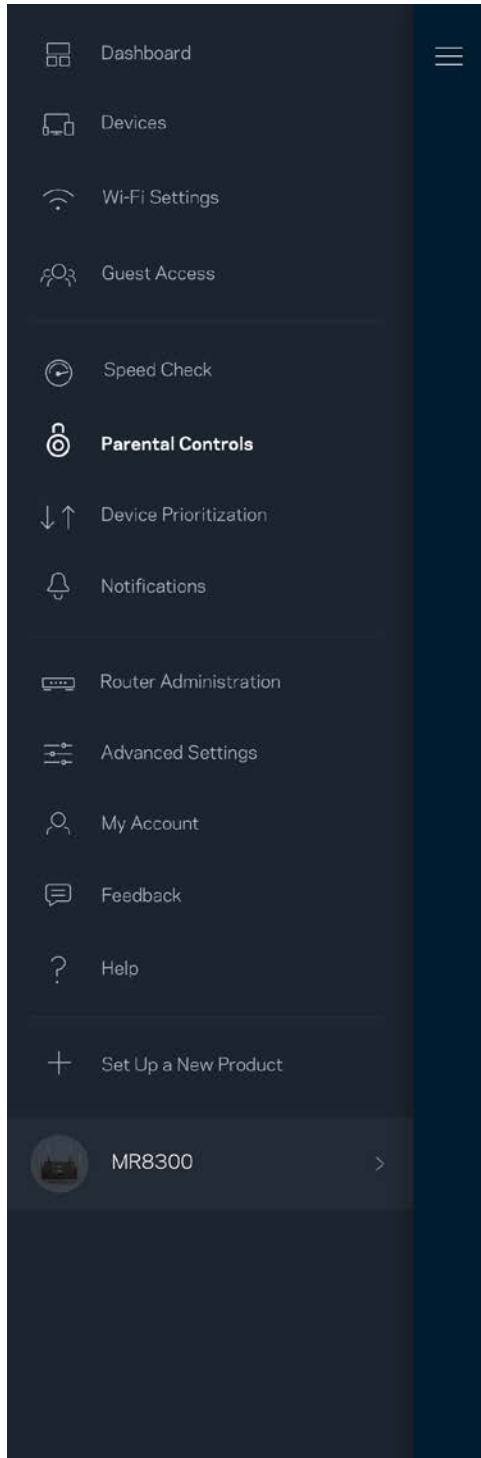 Dashboard
Devices
Wi-Fi Settings
Guest Access
Speed Check
Parental Controls
Device Prioritization
Notifications
Router Administration
Advanced Settings
My Account
Feedback
Help
Set Up a New Product
MR8300